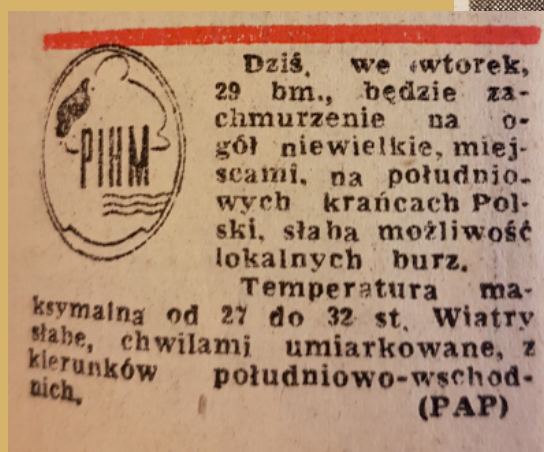 PIHM
Dziś, we wtorek,
29 bm., będzie za-
chmurzenie na o-
gół niewielkie, miej-
scami, na południo-
wych krańcach Pol-
ski, słaba możliwość
lokalnych burz.
Temperatura ma-
ksymalna od 27 do 32 st. Wiatry
słabe, chwilami umiarkowane, z
kierunków południowo-wschod-
nich.
(PAP)